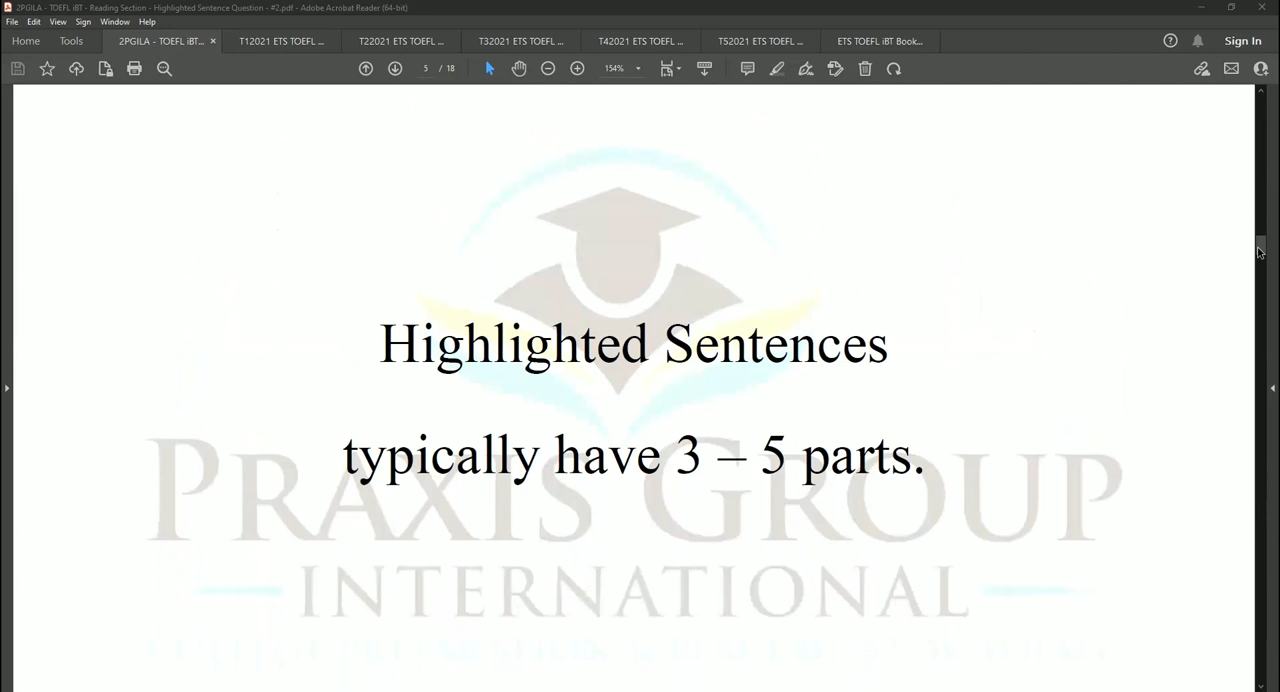 2PGILA - TOEFL iBT - Reading Section - Highlighted Sentence Question - #2.pdf - Adobe Acrobat Reader (64-bit)
File Edit View Sign Window Help
Home Tools 2PGILA - TOEFL iBT... × T12021 ETS TOEFL ... T22021 ETS TOEFL ... T32021 ETS TOEFL ... T42021 ETS TOEFL ... T52021 ETS TOEFL ... ETS TOEFL iBT Book... Sign In
5 / 18 154%
Highlighted Sentences
typically have 3 – 5 parts.
PRAXIS GROUP
INTERNATIONAL